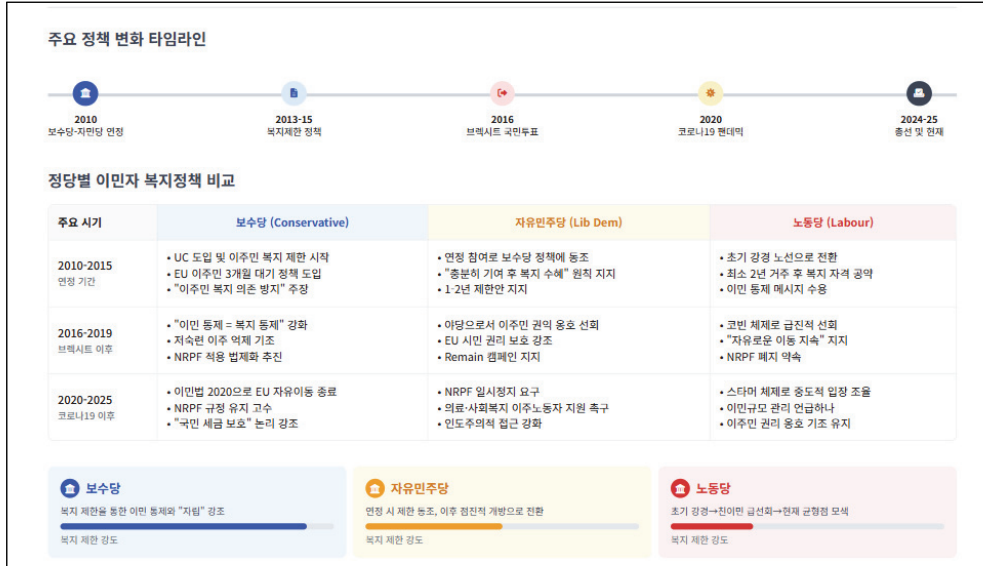 주요 정책 변화 타임라인
2010
보수당-자민당 연정
2013-15
복지제한 정책
2016
브렉시트 국민투표
2020
코로나19 팬데믹
2024-25
총선 및 현재
정당별 이민자 복지정책 비교
주요 시기
보수당 (Conservative)
자유민주당 (Lib Dem)
노동당 (Labour)
2010-2015
연정 기간
• UC 도입 및 이주민 복지 제한 시작
• EU 이주민 3개월 대기 정책 도입
• "이주민 복지 의존 방지" 주장
• 연정 참여로 보수당 정책에 동조
• "충분히 기여 후 복지 수혜" 원칙 지지
• 1-2년 제한안 지지
• 초기 강경 노선으로 전환
• 최소 2년 거주 후 복지 자격 공약
• 이민 통제 메시지 수용
2016-2019
브렉시트 이후
• "이민 통제 = 복지 통제" 강화
• 저숙련 이주 억제 기조
• NRPF 적용 법제화 추진
• 야당으로서 이주민 권익 옹호 선회
• EU 시민 권리 보호 강조
• Remain 캠페인 지지
• 코빈 체제로 급진적 선회
• "자유로운 이동 지속" 지지
• NRPF 폐지 약속
2020-2025
코로나19 이후
• 이민법 2020으로 EU 자유이동 종료
• NRPF 규정 유지 고수
• "국민 세금 보호" 논리 강조
• NRPF 일시정지 요구
• 의료·사회복지 이주노동자 지원 촉구
• 인도주의적 접근 강화
• 스타머 체제로 중도적 입장 조율
• 이민규모 관리 언급하나
• 이주민 권리 옹호 기조 유지
보수당
복지 제한을 통한 이민 통제와 "자립" 강조
복지 제한 강도
자유민주당
연정 시 제한 동조, 이후 점진적 개방으로 전환
복지 제한 강도
노동당
초기 강경→친이민 급선회→현재 균형점 모색
복지 제한 강도